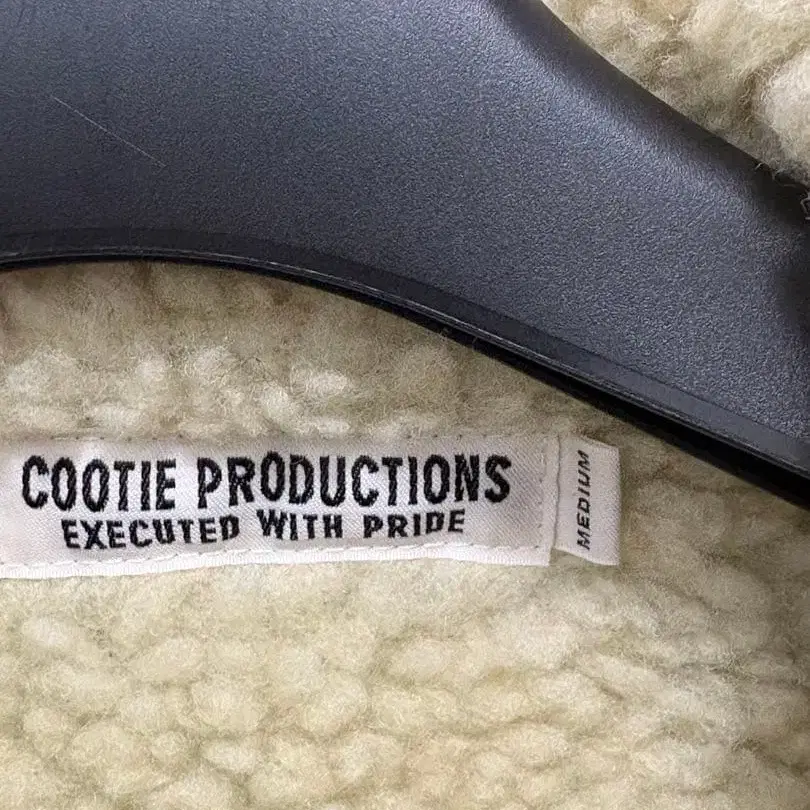 COOTIE PRODUCTIONS
EXECUTED WITH PRIDE
MEDIUM